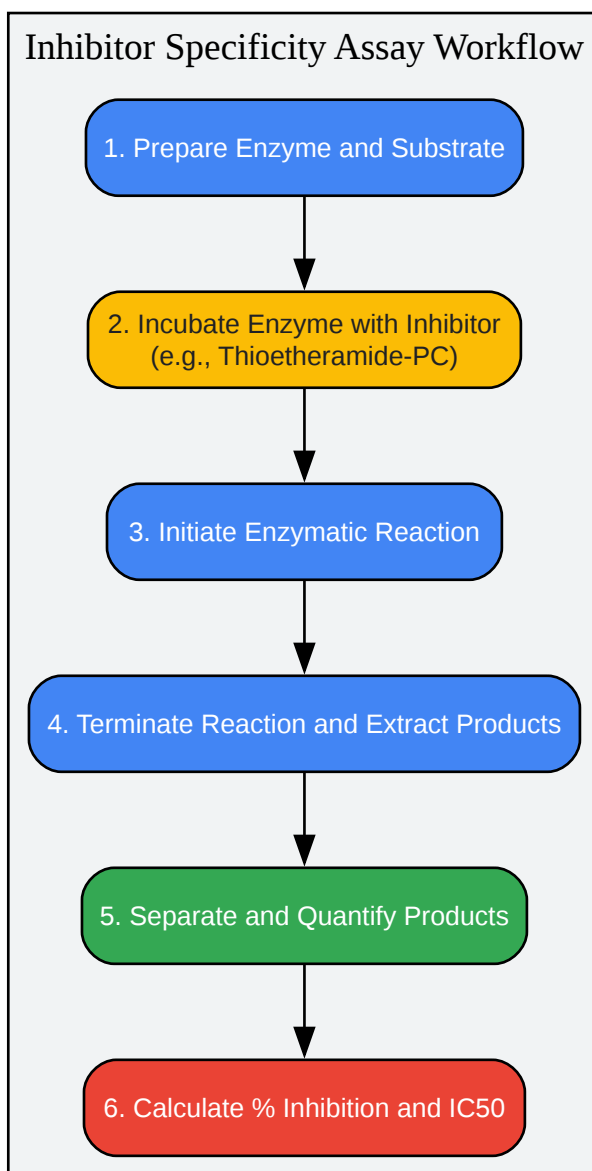 Inhibitor Specificity Assay Workflow
1. Prepare Enzyme and Substrate
2. Incubate Enzyme with Inhibitor
(e.g., Thioetheramide-PC)
3. Initiate Enzymatic Reaction
4. Terminate Reaction and Extract Products
5. Separate and Quantify Products
6. Calculate % Inhibition and IC50